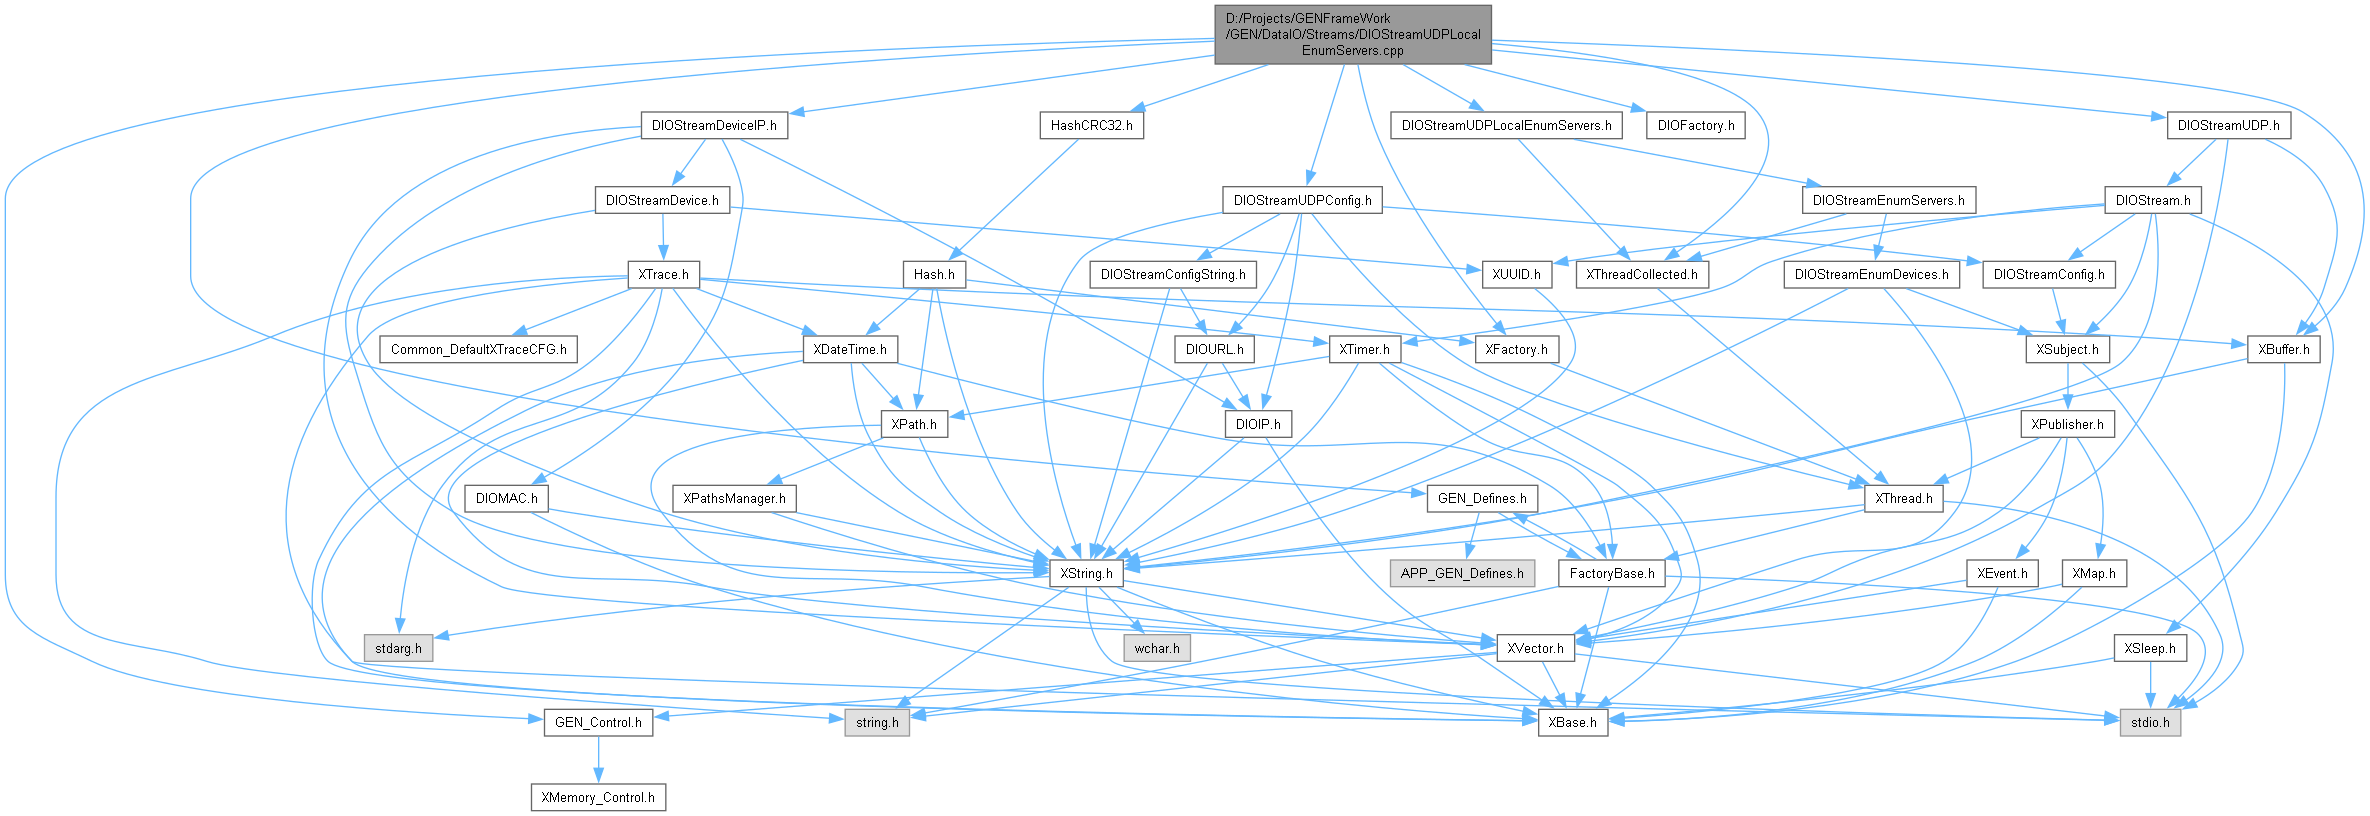 D:/Projects/GENFrameWork
/GEN/DataIO/Streams/DIOStreamUDPLocal
EnumServers.cpp
DIOStreamDeviceIP.h
HashCRC32.h
DIOStreamUDPLocalEnumServers.h
DIOFactory.h
DIOStreamUDP.h
DIOStreamDevice.h
DIOStreamUDPConfig.h
DIOStreamEnumServers.h
DIOStream.h
XTrace.h
Hash.h
DIOStreamConfigString.h
XUUID.h
XThreadCollected.h
DIOStreamEnumDevices.h
DIOStreamConfig.h
Common_DefaultXTraceCFG.h
XDateTime.h
DIOURL.h
XTimer.h
XFactory.h
XSubject.h
XBuffer.h
XPath.h
DIOIP.h
XPublisher.h
DIOMAC.h
XPathsManager.h
GEN_Defines.h
XThread.h
XString.h
APP_GEN_Defines.h
FactoryBase.h
XEvent.h
XMap.h
stdarg.h
wchar.h
XVector.h
XSleep.h
GEN_Control.h
string.h
XBase.h
stdio.h
XMemory_Control.h